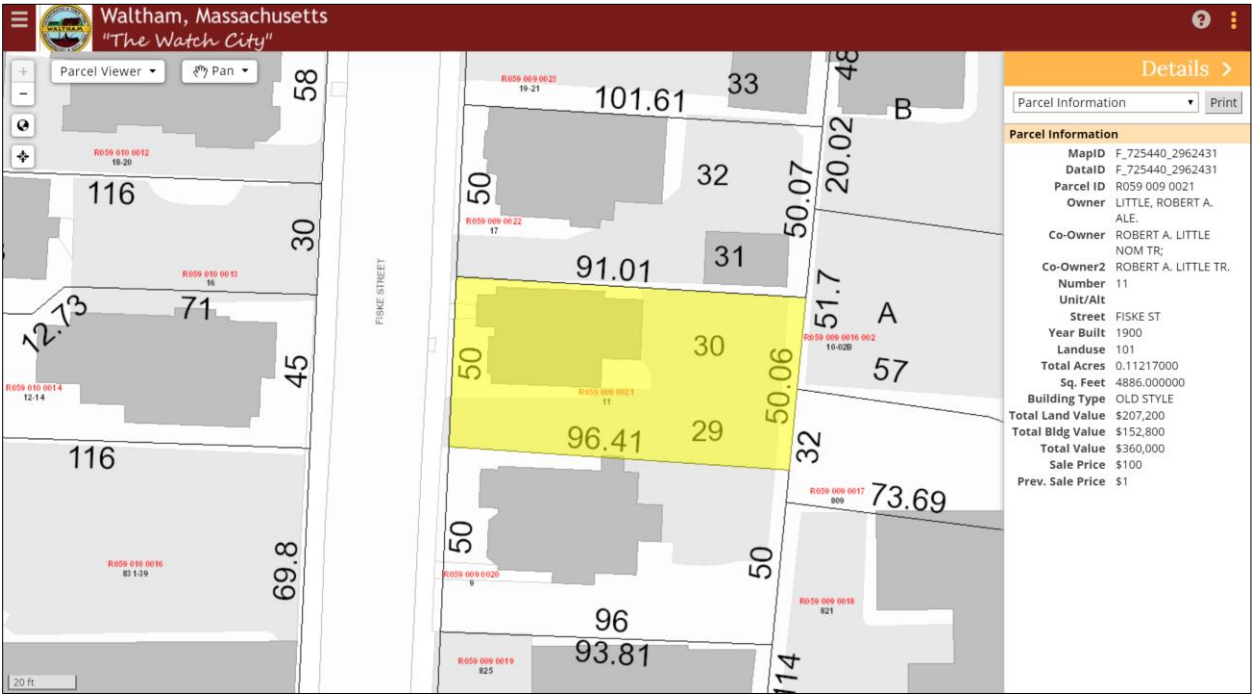 Waltham, Massachusetts
"The Watch City"
WALTHAM
?
+
-
Parcel Viewer
Pan
Details >
Parcel Information
Print
Parcel Information
MapID F_725440_2962431
DataID F_725440_2962431
Parcel ID R059 009 0021
Owner LITTLE, ROBERT A.
ALE.
Co-Owner ROBERT A. LITTLE
NOM TR;
Co-Owner2 ROBERT A. LITTLE TR.
Number 11
Unit/Alt
Street FISKE ST
Year Built 1900
Landuse 101
Total Acres 0.11217000
Sq. Feet 4886.000000
Building Type OLD STYLE
Total Land Value $207,200
Total Bldg Value $152,800
Total Value $360,000
Sale Price $100
Prev. Sale Price $1
58
R059 010 0012
18-20
116
30
R059 010 0013
16
71
12.73
45
R059 010 0014
12-14
116
R059 010 0016
831-39
69.8
20 ft
FISKE STREET
R059 009 0023
19-21
101.61
33
48
B
20.02
50
32
50.07
R059 009 0022
17
91.01
31
51.7
A
R059 009 0016 002
10-02B
57
50
30
50.06
R059 009 0021
11
96.41
29
32
R059 009 0017
809
73.69
50
50
R059 009 0020
9
R059 009 0018
821
96
93.81
R059 009 0019
825
114